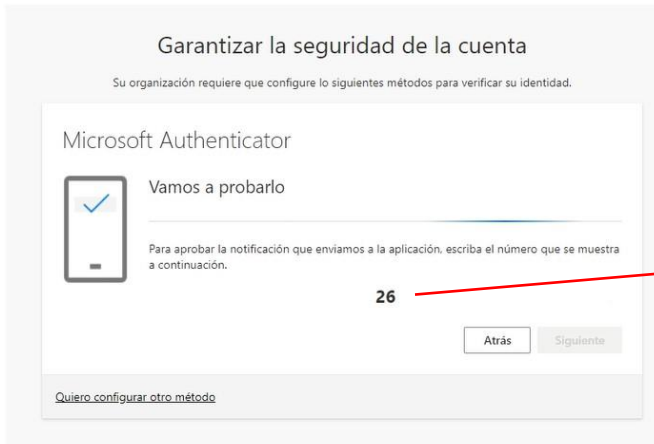 Garantizar la seguridad de la cuenta
Su organización requiere que configure lo siguientes métodos para verificar su identidad.
Microsoft Authenticator
Vamos a probarlo
Para aprobar la notificación que enviamos a la aplicación, escriba el número que se muestra
a continuación.
26
Atrás Siguiente
Quiero configurar otro método